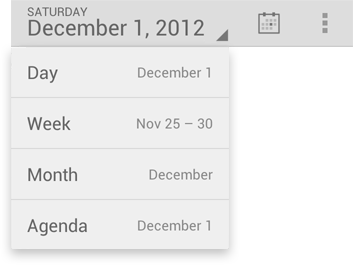 SATURDAY
December 1, 2012
Day December 1
Week Nov 25 – 30
Month December
Agenda December 1